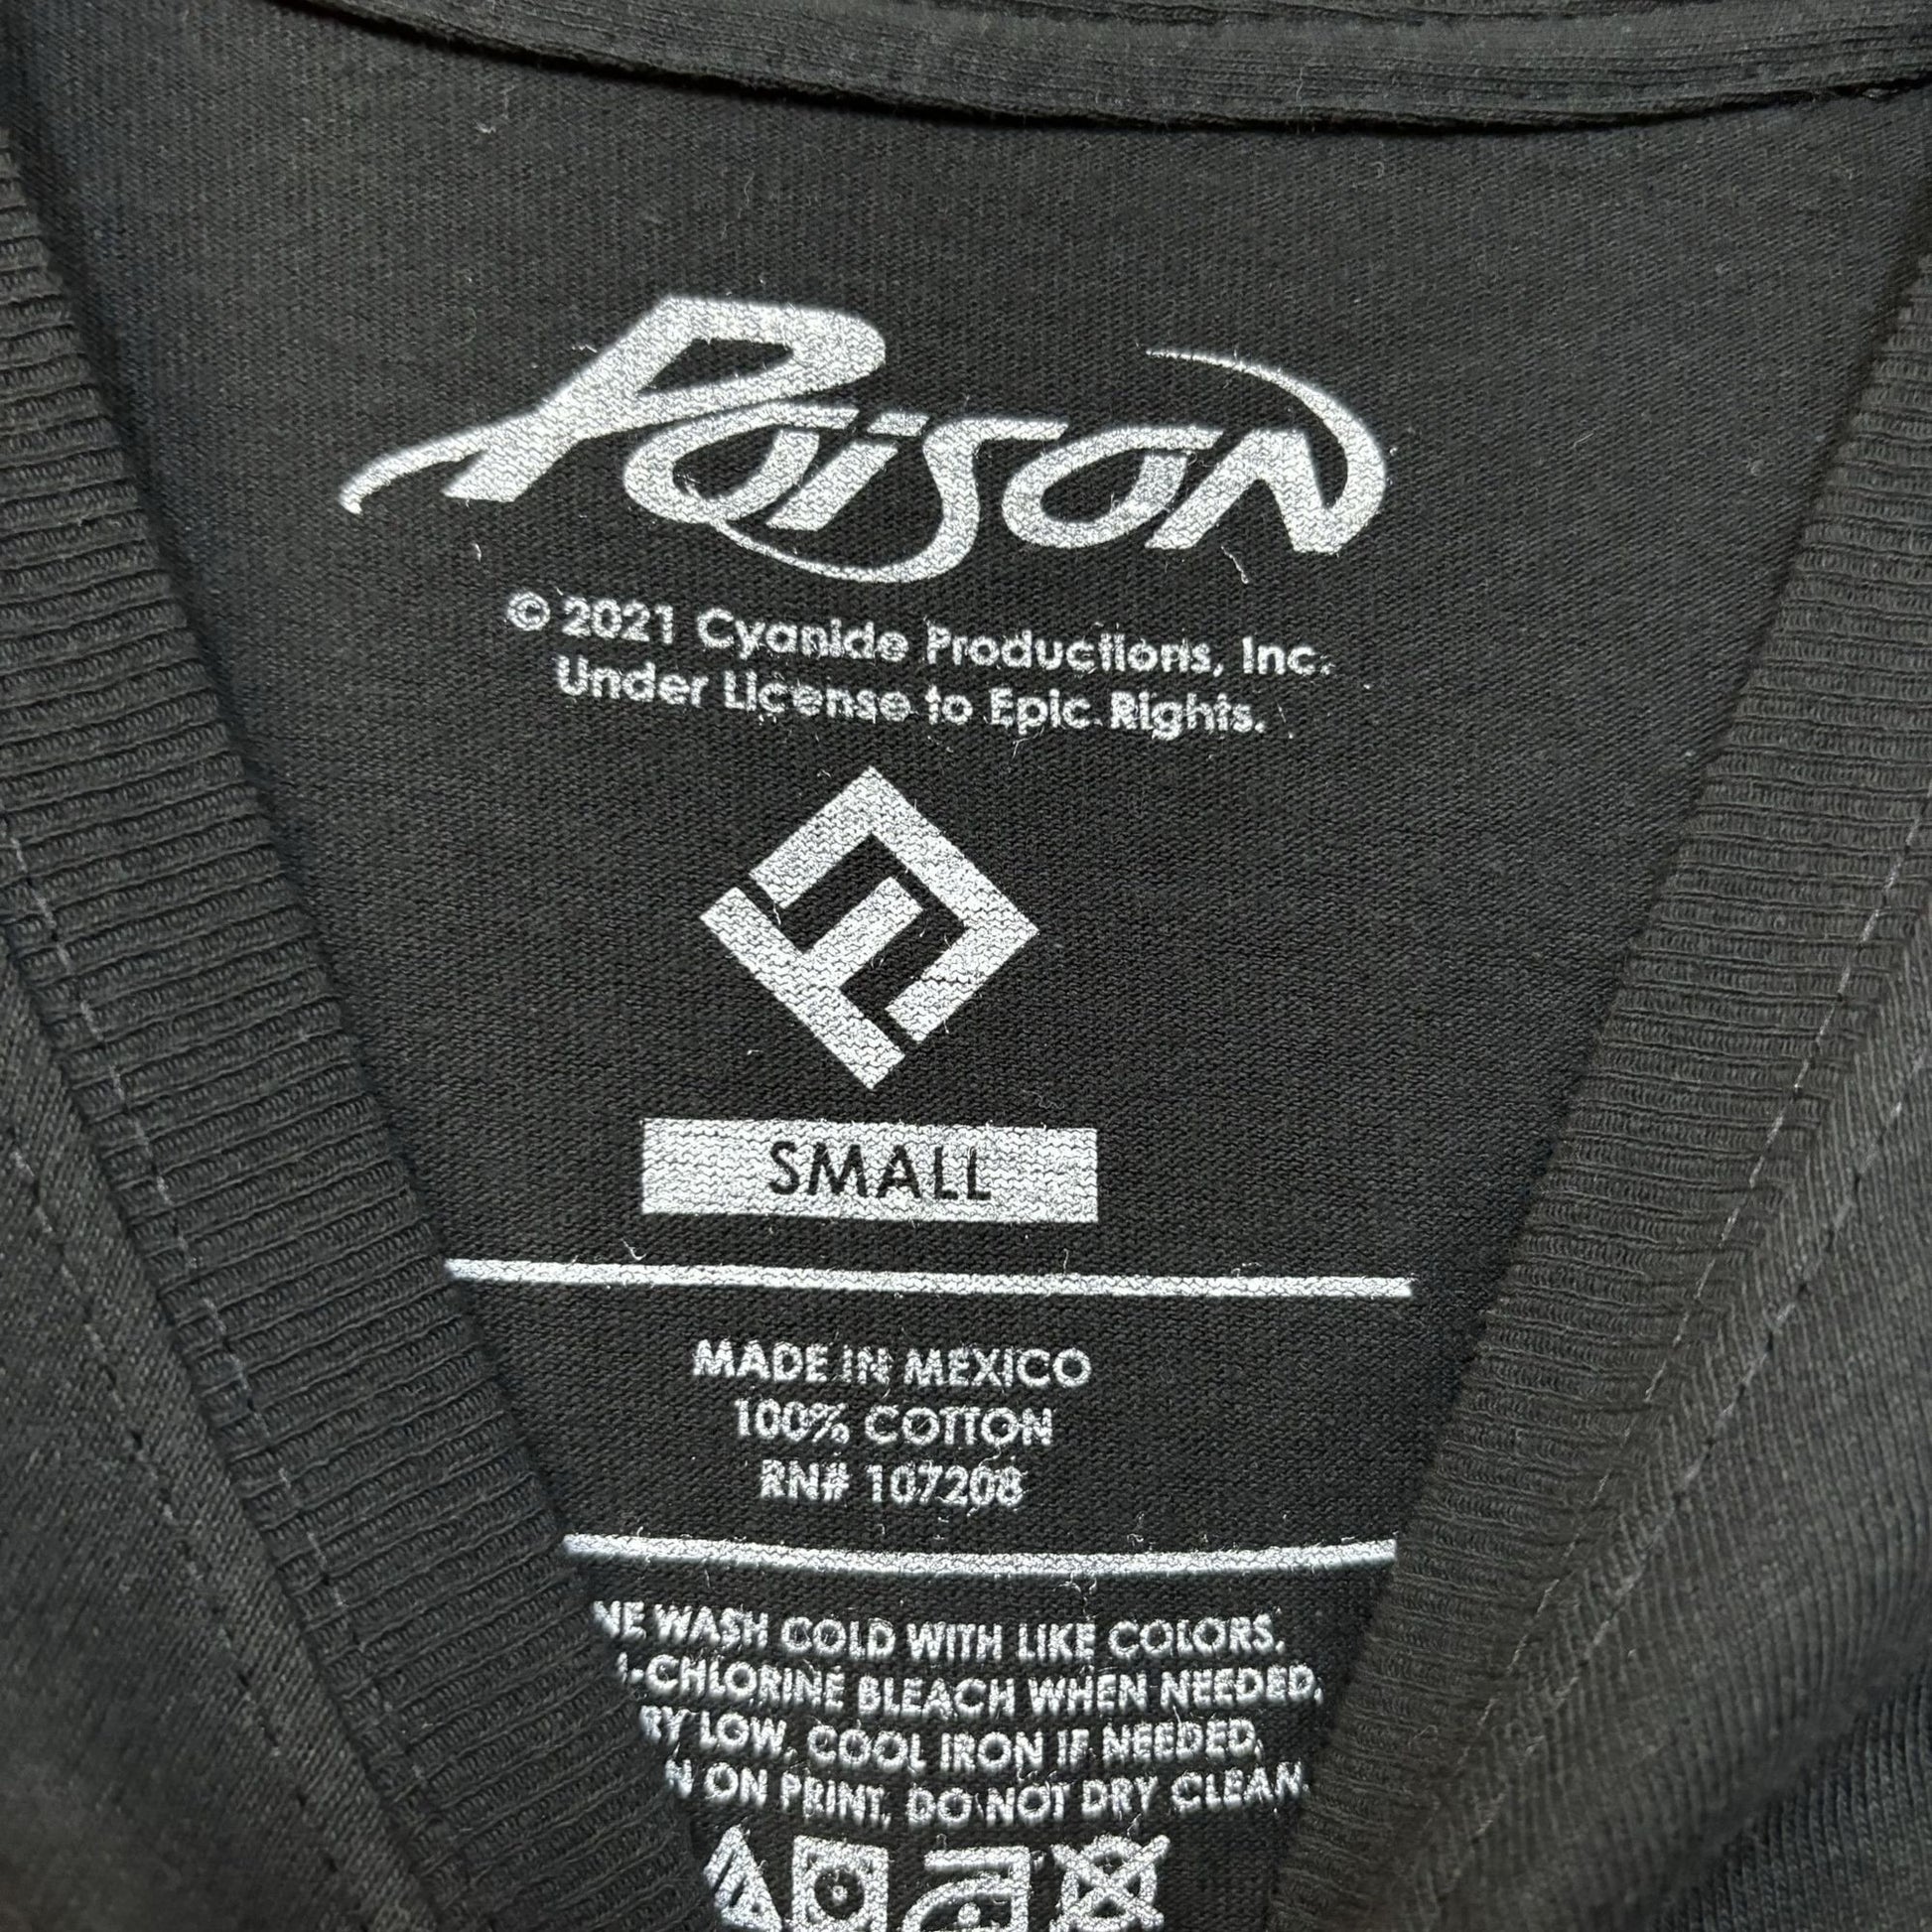 Poison
© 2021 Cyanide Productions, Inc.
Under License to Epic Rights.
SMALL
MADE IN MEXICO
100% COTTON
RN# 107208
WASH COLD WITH LIKE COLORS.
-CHLORINE BLEACH WHEN NEEDED,
LOW, COOL IRON IF NEEDED,
ON PRINT, DO NOT DRY CLEAN.